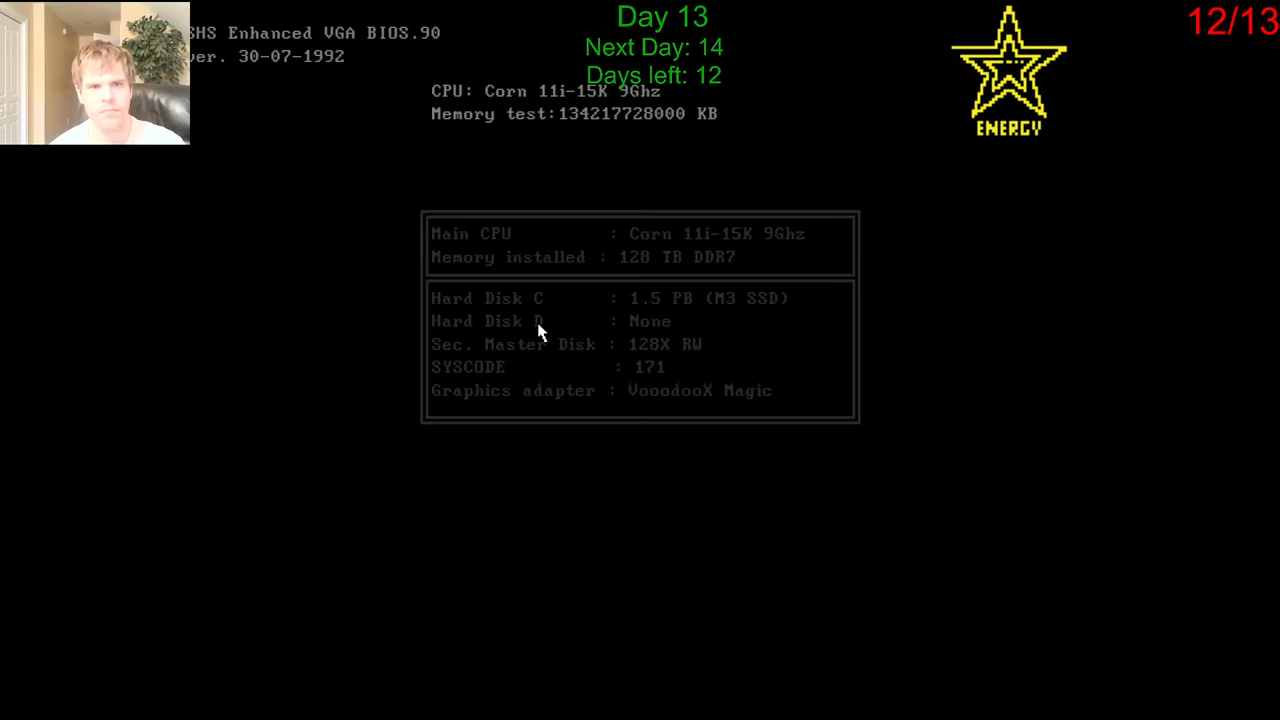 SHS Enhanced VGA BIOS.90
ver. 30-07-1992
Day 13
Next Day: 14
Days left: 12
ENERGY
12/13
CPU: Corn 11i-15K 9Ghz
Memory test:134217728000 KB
Main CPU : Corn 11i-15K 9Ghz
Memory installed : 128 TB DDR7
Hard Disk C : 1.5 PB (M3 SSD)
Hard Disk D : None
Sec. Master Disk : 128X RW
SYSCODE : 171
Graphics adapter : VooodooX Magic